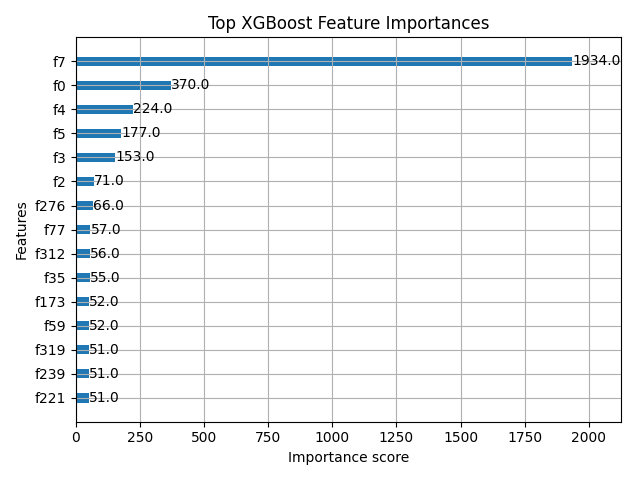 Top XGBoost Feature Importances
f7 1934.0
f0 370.0
f4 224.0
f5 177.0
f3 153.0
f2 71.0
f276 66.0
f77 57.0
f312 56.0
f35 55.0
f173 52.0
f59 52.0
f319 51.0
f239 51.0
f221 51.0
Features
0 250 500 750 1000 1250 1500 1750 2000
Importance score